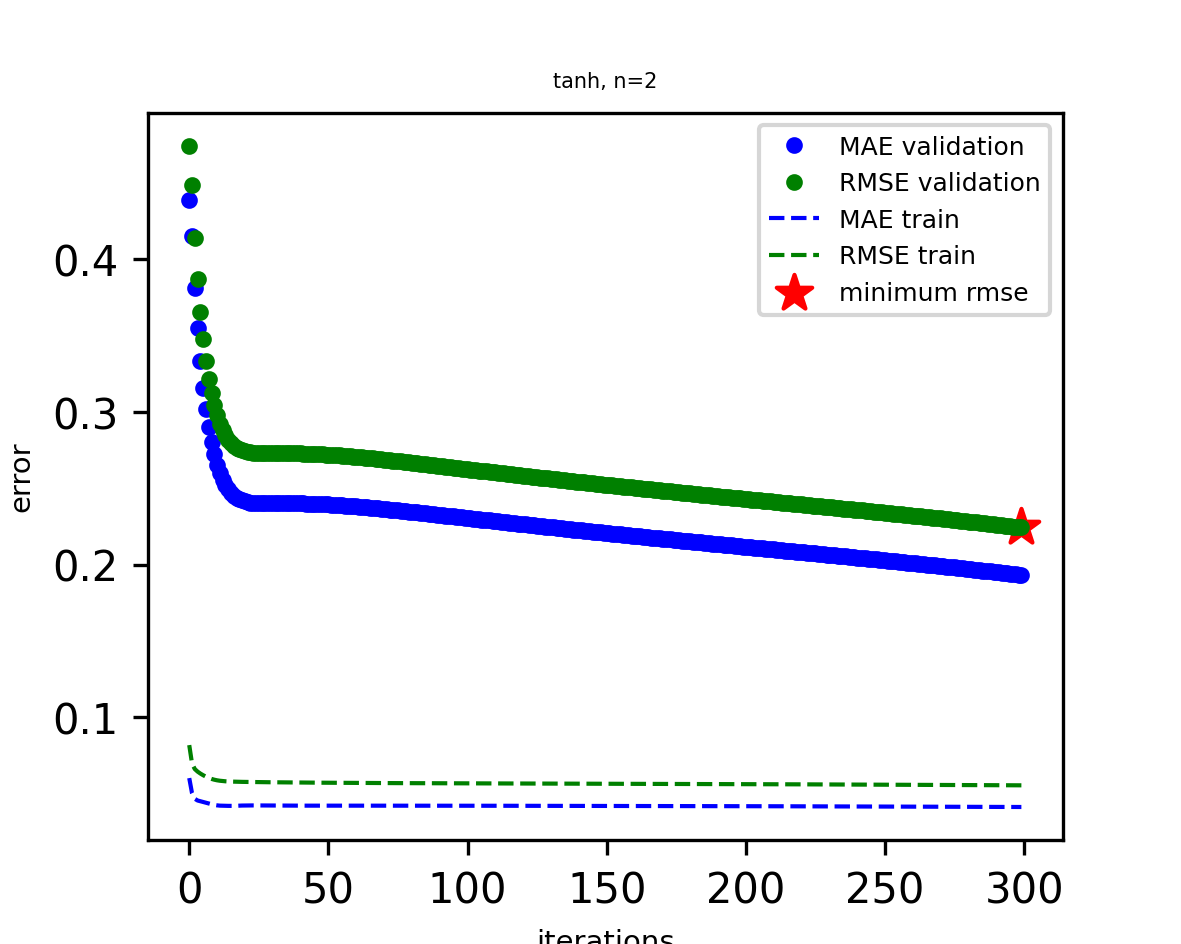 tanh, n=2
MAE validation
RMSE validation
MAE train
RMSE train
minimum rmse
error
0.4
0.3
0.2
0.1
0 50 100 150 200 250 300
iterations